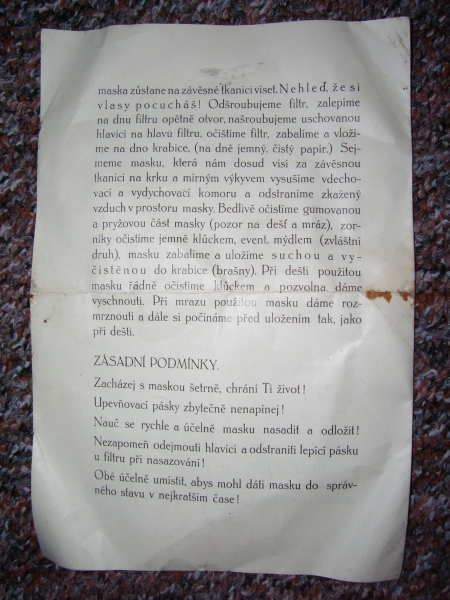 maska zůstane na závěsné tkanici viset. Nehleď, že si
vlasy pocucháš! Odšroubujeme filtr, zalepíme
na dnu filtru opětně otvor, našroubujeme uschovanou
hlavici na hlavu filtru, očistíme filtr, zabalíme a vloží-
me na dno krabice, (na dně jemný, čistý papír.) Sej-
meme masku, která nám dosud visí za závěsnou
tkanici na krku a mírným výkyvem vysušíme vdecho-
vací a vydychovací komoru a odstraníme zkažený
vzduch v prostoru masky. Bedlivě očistíme gumovanou
a pryžovou část masky (pozor na dešť a mráz), zor-
níky očistíme jemně klůckem, event. mýdlem (zvláštní
druh), masku zabalíme a uložíme suchou a vy-
čistěnou do krabice (brašny). Při dešti použitou
masku řádně očistíme klůckem a pozvolna dáme
vyschnouti. Při mrazu použitou masku dáme roz-
mrznouti a dále si počínáme před uložením tak, jako
při dešti.
ZÁSADNÍ PODMÍNKY.
Zacházej s maskou šetrně, chrání Ti život!
Upevňovací pásky zbytečně nenapínej!
Nauč se rychle a účelně masku nasadit a odložit!
Nezapomeň odejmouti hlavici a odstraniti lepící pásku
u filtru při nasazování!
Obé účelně umístit, abys mohl dáti masku do správ-
ného stavu v nejkratším čase!